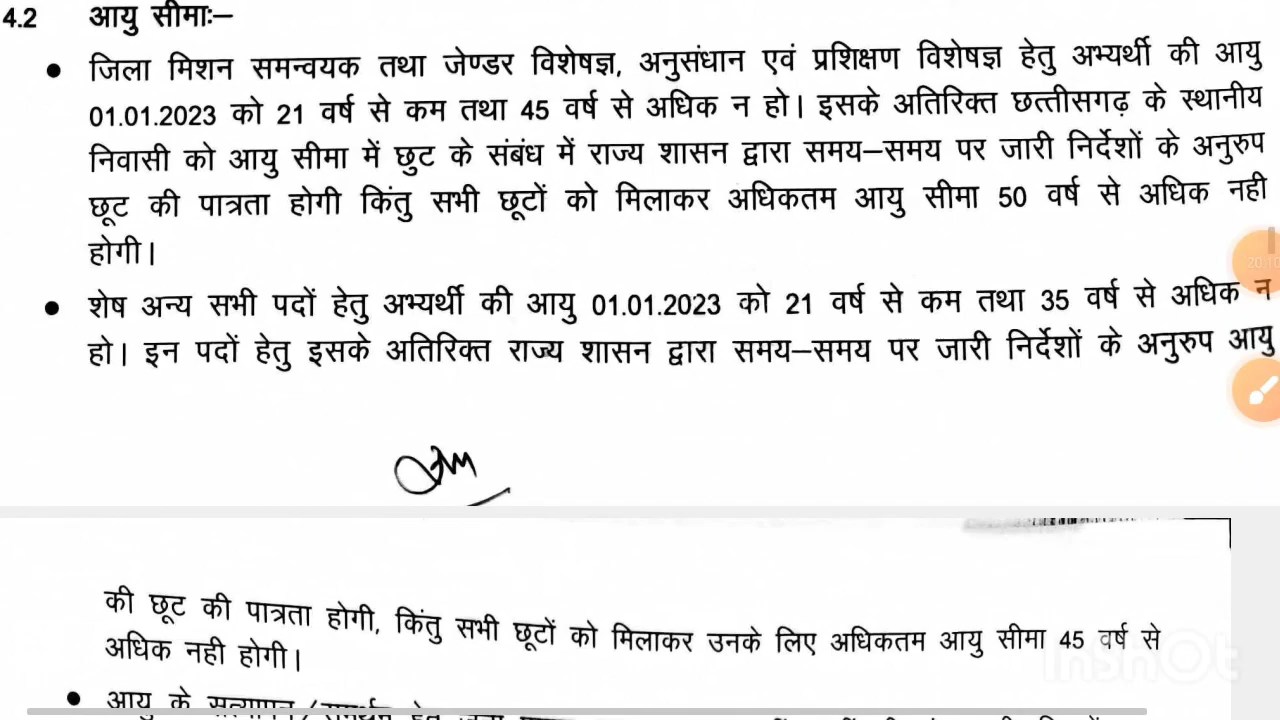 4.2 आयु सीमाः–
• जिला मिशन समन्वयक तथा जेण्डर विशेषज्ञ, अनुसंधान एवं प्रशिक्षण विशेषज्ञ हेतु अभ्यर्थी की आयु
01.01.2023 को 21 वर्ष से कम तथा 45 वर्ष से अधिक न हो। इसके अतिरिक्त छत्तीसगढ़ के स्थानीय
निवासी को आयु सीमा में छुट के संबंध में राज्य शासन द्वारा समय–समय पर जारी निर्देशों के अनुरुप
छूट की पात्रता होगी किंतु सभी छूटों को मिलाकर अधिकतम आयु सीमा 50 वर्ष से अधिक नही
होगी।
20:10
• शेष अन्य सभी पदों हेतु अभ्यर्थी की आयु 01.01.2023 को 21 वर्ष से कम तथा 35 वर्ष से अधिक न
हो। इन पदों हेतु इसके अतिरिक्त राज्य शासन द्वारा समय–समय पर जारी निर्देशों के अनुरुप आयु
की छूट की पात्रता होगी, किंतु सभी छूटों को मिलाकर उनके लिए अधिकतम आयु सीमा 45 वर्ष से
अधिक नही होगी।
InshOt
• आयु के